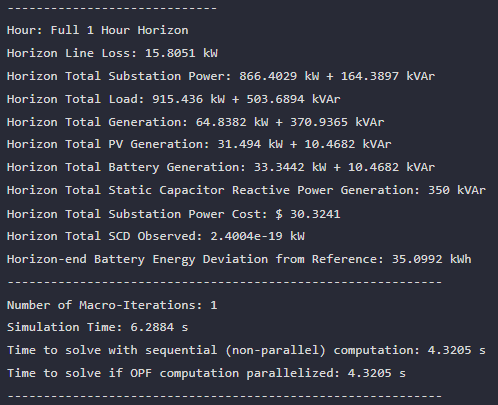 -----------------------------
Hour: Full 1 Hour Horizon
Horizon Line Loss: 15.8051 kW
Horizon Total Substation Power: 866.4029 kW + 164.3897 kVAr
Horizon Total Load: 915.436 kW + 503.6894 kVAr
Horizon Total Generation: 64.8382 kW + 370.9365 kVAr
Horizon Total PV Generation: 31.494 kW + 10.4682 kVAr
Horizon Total Battery Generation: 33.3442 kW + 10.4682 kVAr
Horizon Total Static Capacitor Reactive Power Generation: 350 kVAr
Horizon Total Substation Power Cost: $ 30.3241
Horizon Total SCD Observed: 2.4004e-19 kW
Horizon-end Battery Energy Deviation from Reference: 35.0992 kWh
------------------------------------------------------------
Number of Macro-Iterations: 1
Simulation Time: 6.2884 s
Time to solve with sequential (non-parallel) computation: 4.3205 s
Time to solve if OPF computation parallelized: 4.3205 s
------------------------------------------------------------